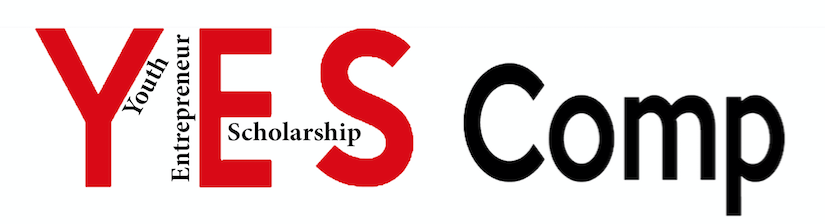 YES Comp
Youth
Entrepreneur
Scholarship